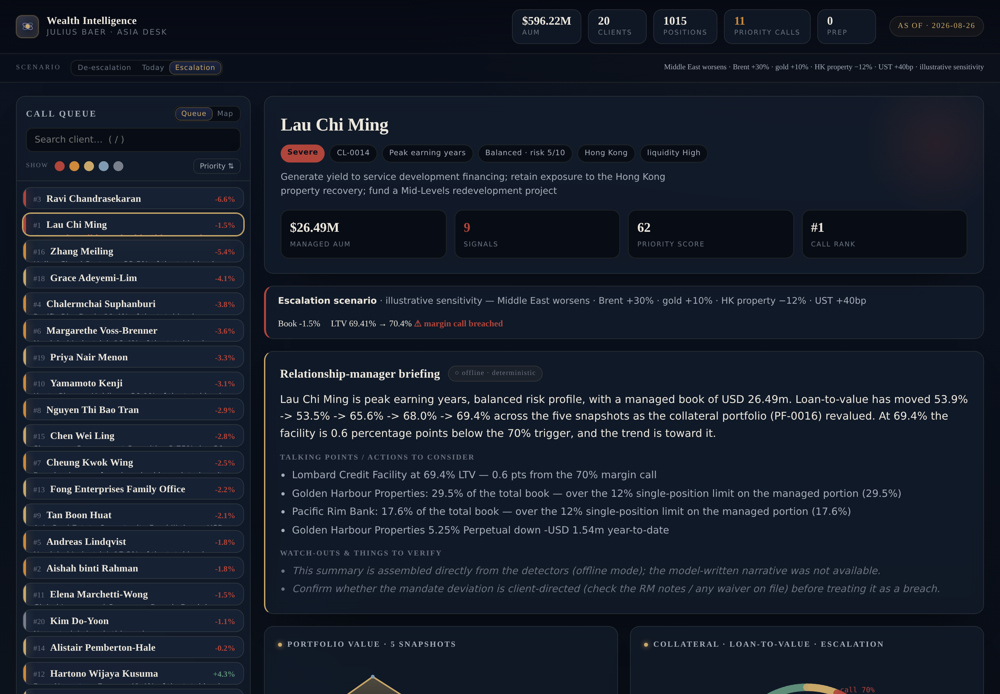 Wealth Intelligence
JULIUS BAER · ASIA DESK
$596.22M
AUM
20
CLIENTS
1015
POSITIONS
11
PRIORITY CALLS
0
PREP
AS OF · 2026-08-26
SCENARIO
De-escalation Today Escalation
Middle East worsens · Brent +30% · gold +10% · HK property −12% · UST +40bp · illustrative sensitivity
CALL QUEUE
Queue Map
Search client… ( / )
SHOW
Priority ⇅
#3 Ravi Chandrasekaran -6.6%
#1 Lau Chi Ming -1.5%
#16 Zhang Meiling -5.4%
#18 Grace Adeyemi-Lim -4.1%
#4 Chalermchai Suphanburi -3.8%
#6 Margarethe Voss-Brenner -3.6%
#19 Priya Nair Menon -3.3%
#10 Yamamoto Kenji -3.1%
#8 Nguyen Thi Bao Tran -2.9%
#15 Chen Wei Ling -2.8%
#7 Cheung Kwok Wing -2.5%
#13 Fong Enterprises Family Office -2.2%
#9 Tan Boon Huat -2.1%
#5 Andreas Lindqvist -1.8%
#2 Aishah binti Rahman -1.8%
#11 Elena Marchetti-Wong -1.5%
#20 Kim Do-Yoon -1.1%
#14 Alistair Pemberton-Hale -0.2%
#12 Hartono Wijaya Kusuma +4.3%
Lau Chi Ming
Severe
CL-0014
Peak earning years
Balanced · risk 5/10
Hong Kong
liquidity High
Generate yield to service development financing; retain exposure to the Hong Kong
property recovery; fund a Mid-Levels redevelopment project
$26.49M
MANAGED AUM
9
SIGNALS
62
PRIORITY SCORE
#1
CALL RANK
Escalation scenario · illustrative sensitivity — Middle East worsens · Brent +30% · gold +10% · HK property −12% · UST +40bp
Book -1.5% LTV 69.41% → 70.4% ⚠ margin call breached
Relationship-manager briefing
○ offline · deterministic
Lau Chi Ming is peak earning years, balanced risk profile, with a managed book of USD 26.49m. Loan-to-value has moved 53.9%
-> 53.5% -> 65.6% -> 68.0% -> 69.4% across the five snapshots as the collateral portfolio (PF-0016) revalued. At 69.4% the
facility is 0.6 percentage points below the 70% trigger, and the trend is toward it.
TALKING POINTS / ACTIONS TO CONSIDER
• Lombard Credit Facility at 69.4% LTV — 0.6 pts from the 70% margin call
• Golden Harbour Properties: 29.5% of the total book — over the 12% single-position limit on the managed portion (29.5%)
• Pacific Rim Bank: 17.6% of the total book — over the 12% single-position limit on the managed portion (17.6%)
• Golden Harbour Properties 5.25% Perpetual down -USD 1.54m year-to-date
WATCH-OUTS & THINGS TO VERIFY
• This summary is assembled directly from the detectors (offline mode); the model-written narrative was not available.
• Confirm whether the mandate deviation is client-directed (check the RM notes / any waiver on file) before treating it as a breach.
PORTFOLIO VALUE · 5 SNAPSHOTS
COLLATERAL · LOAN-TO-VALUE · ESCALATION
call 70%